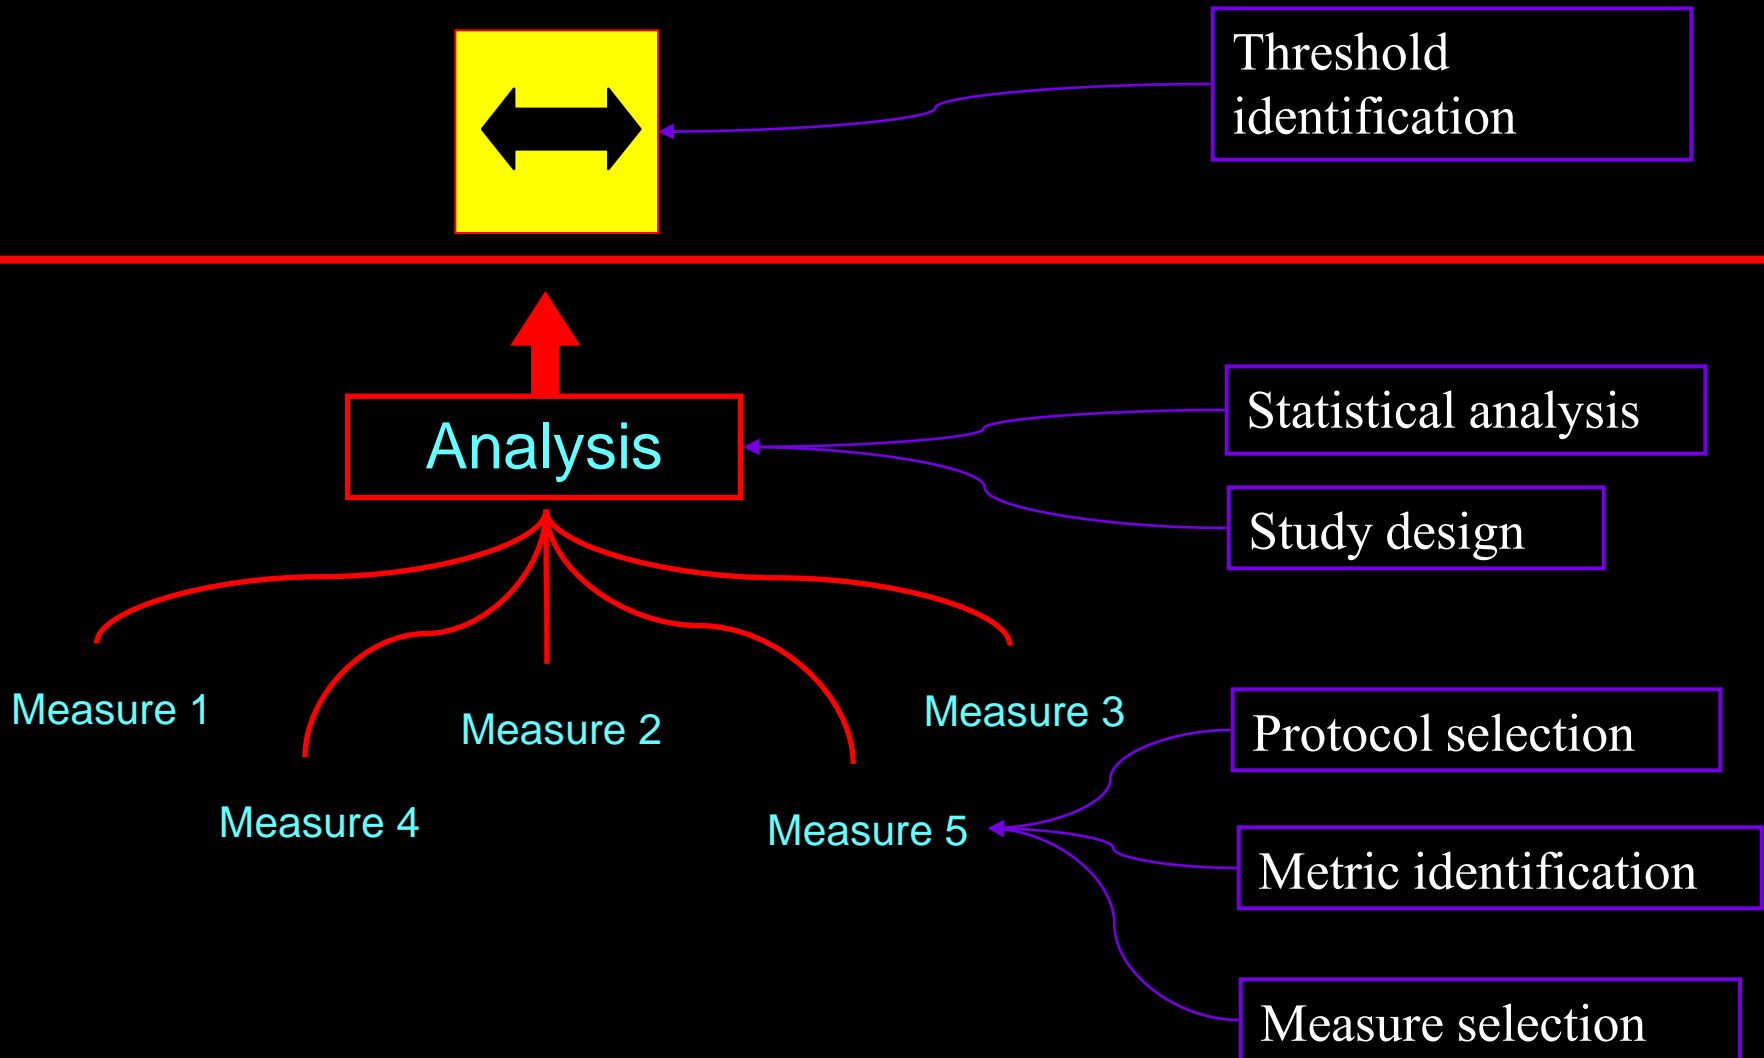 Threshold
identification
Analysis
Statistical analysis
Study design
Measure 1
Measure 2
Measure 3
Measure 4
Measure 5
Protocol selection
Metric identification
Measure selection